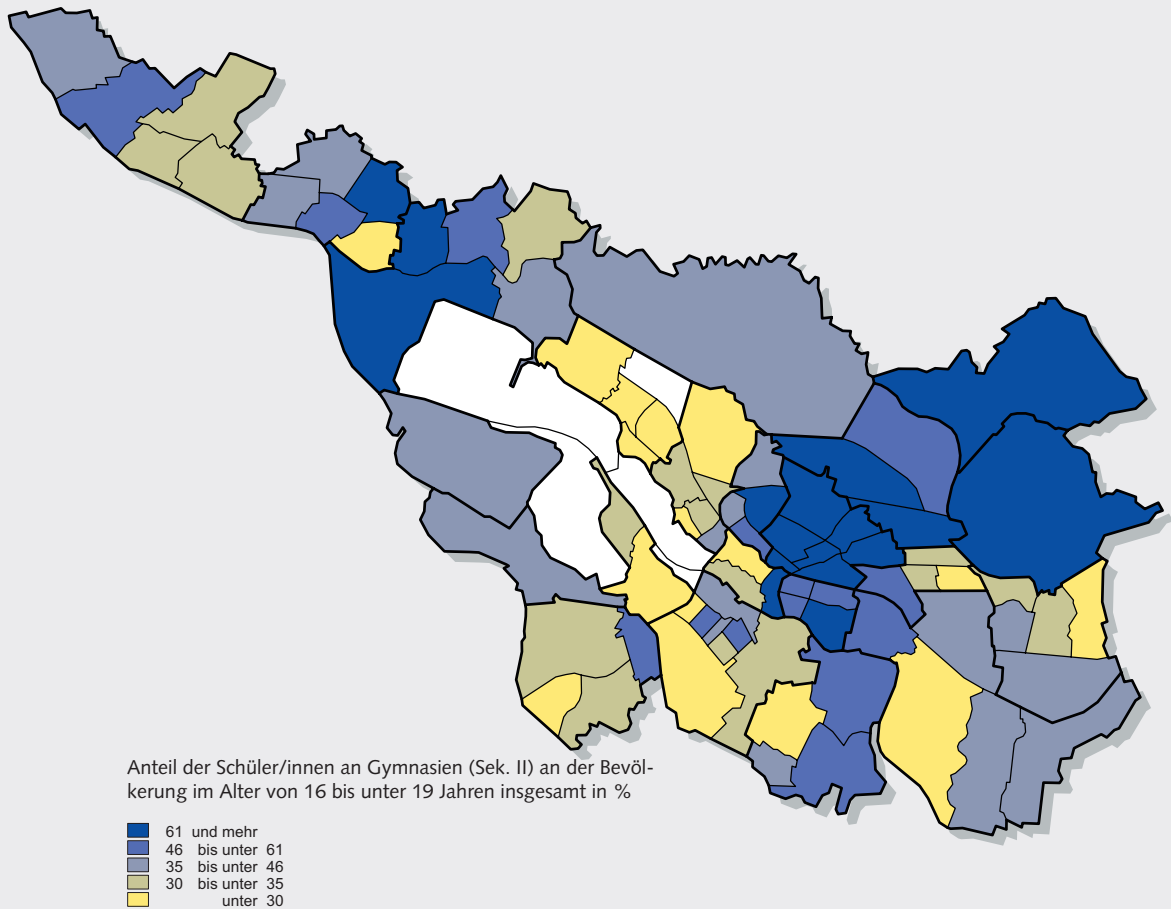 Anteil der Schüler/innen an Gymnasien (Sek. II) an der Bevöl-
kerung im Alter von 16 bis unter 19 Jahren insgesamt in %
61 und mehr
46 bis unter 61
35 bis unter 46
30 bis unter 35
unter 30